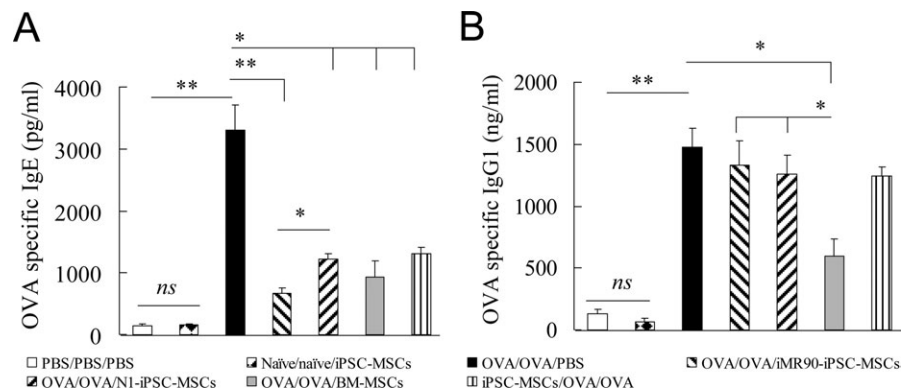 A
B
*
**
**
*
ns
OVA specific IgE (pg/ml)
4000
3000
2000
1000
0
*
**
*
ns
OVA specific IgG1 (ng/ml)
2000
1500
1000
500
0
PBS/PBS/PBS
Naïve/naïve/iPSC-MSCs
OVA/OVA/PBS
OVA/OVA/iMR90-iPSC-MSCs
OVA/OVA/N1-iPSC-MSCs
OVA/OVA/BM-MSCs
iPSC-MSCs/OVA/OVA